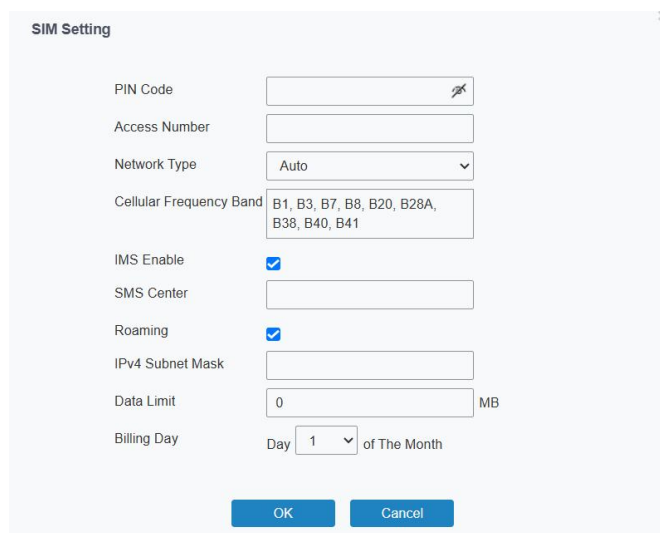 SIM Setting
PIN Code
Access Number
Network Type Auto
Cellular Frequency Band B1, B3, B7, B8, B20, B28A,
B38, B40, B41
IMS Enable
SMS Center
Roaming
IPv4 Subnet Mask
Data Limit 0 MB
Billing Day Day 1 of The Month
OK Cancel